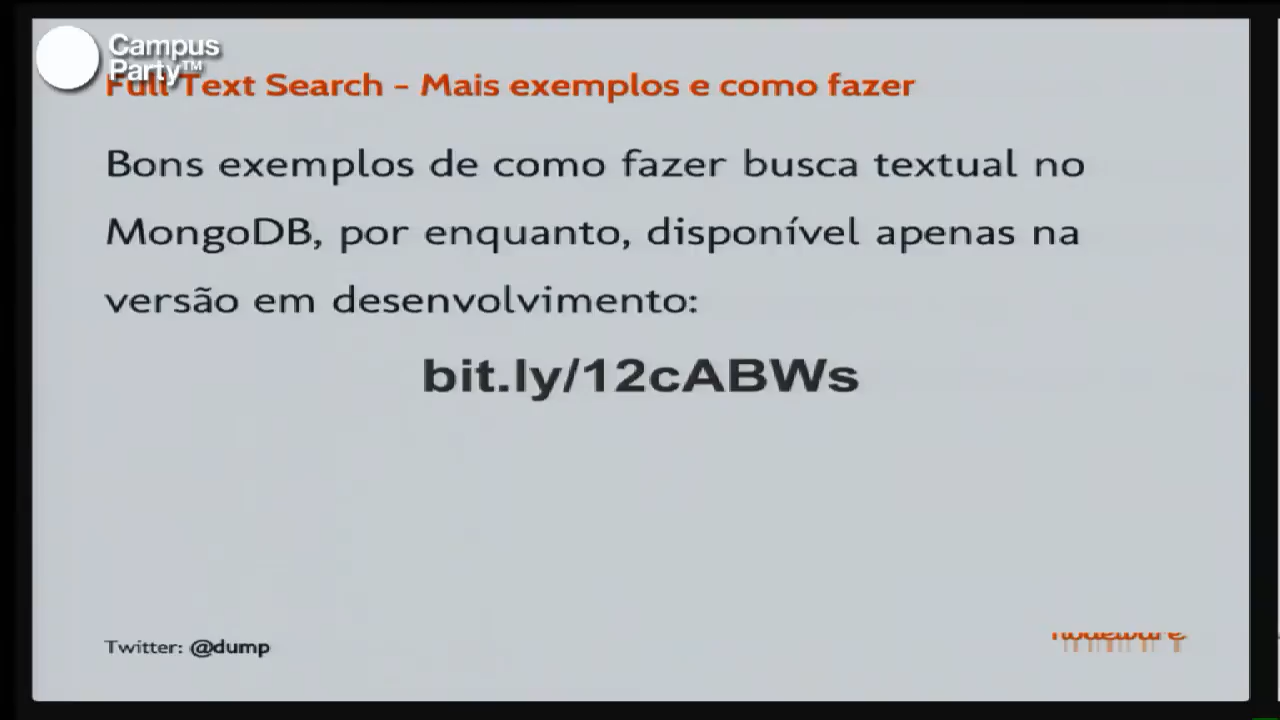 Campus
Party™
Full Text Search - Mais exemplos e como fazer
Bons exemplos de como fazer busca textual no
MongoDB, por enquanto, disponível apenas na
versão em desenvolvimento:
bit.ly/12cABWs
Twitter: @dump